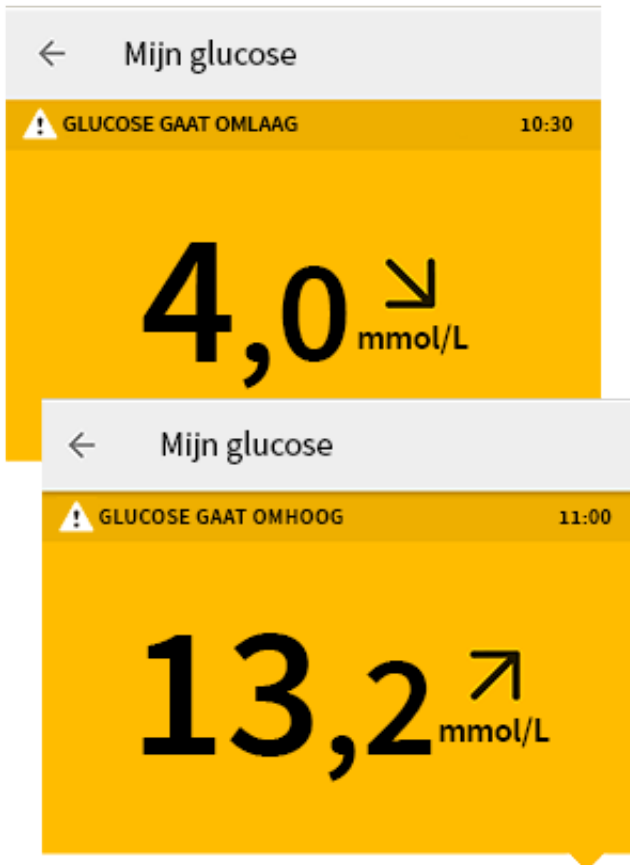 Mijn glucose
GLUCOSE GAAT OMLAAG 10:30
4,0 mmol/L
Mijn glucose
GLUCOSE GAAT OMHOOG 11:00
13,2 mmol/L